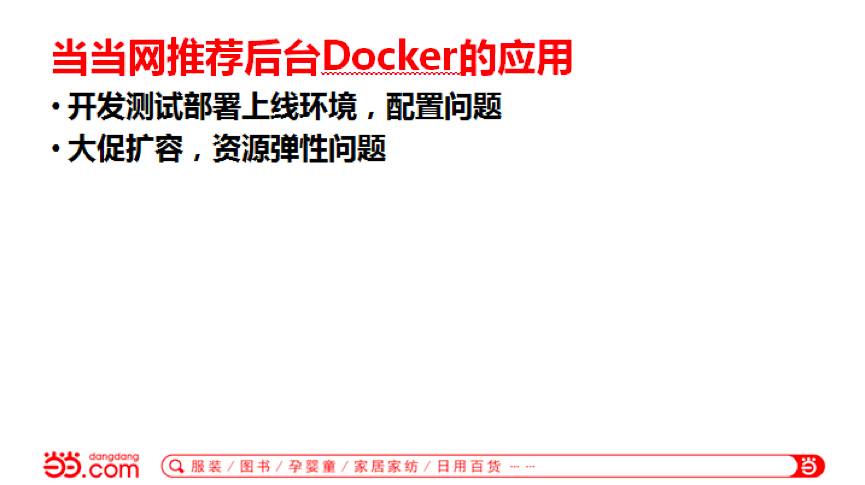 当当网推荐后台Docker的应用
• 开发测试部署上线环境，配置问题
• 大促扩容，资源弹性问题
当当 dangdang
.com
服装 / 图书 / 孕婴童 / 家居家纺 / 日用百货 ……
当